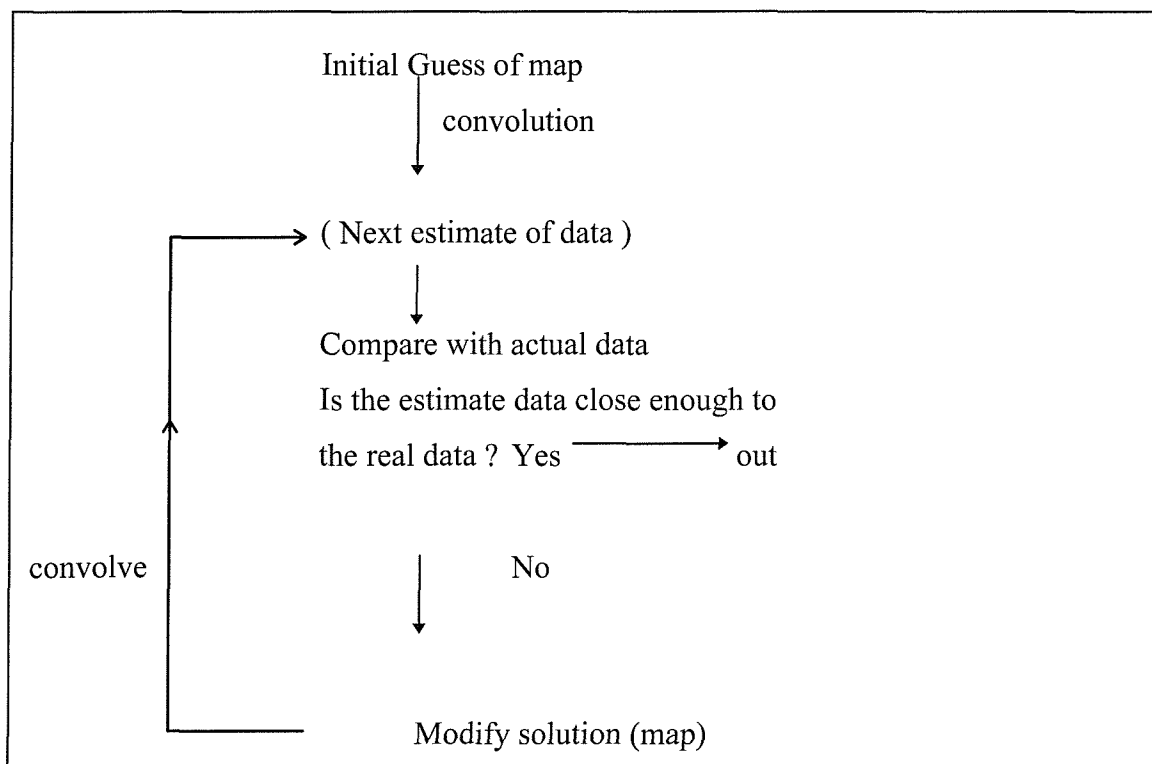 Initial Guess of map
convolution
( Next estimate of data )
Compare with actual data
Is the estimate data close enough to
the real data ? Yes out
convolve No
Modify solution (map)